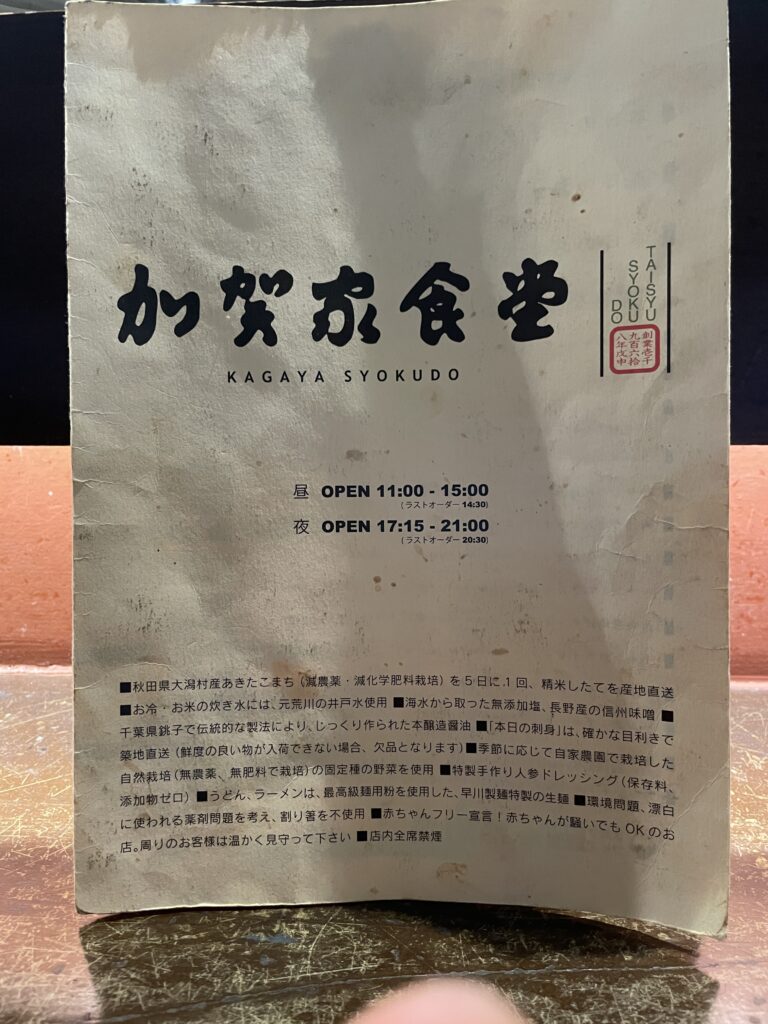 加賀家食堂
KAGAYA SYOKUDO
TAISYU
SYOKU
DO
創業壱千
九百六拾
八年戊申
昼 OPEN 11:00 - 15:00
(ラストオーダー 14:30)
夜 OPEN 17:15 - 21:00
(ラストオーダー 20:30)
■秋田県大潟村産あきたこまち（減農薬・減化学肥料栽培）を5日に1回、精米したてを産地直送
■お冷・お米の炊き水には、元荒川の井戸水使用 ■海水から取った無添加塩、長野産の信州味噌 ■
千葉県銚子で伝統的な製法により、じっくり作られた本醸造醤油 ■「本日の刺身」は、確かな目利きで
築地直送（鮮度の良い物が入荷できない場合、欠品となります）■季節に応じて自家農園で栽培した
自然栽培（無農薬、無肥料で栽培）の固定種の野菜を使用 ■特製手作り人参ドレッシング（保存料、
添加物ゼロ）■うどん、ラーメンは、最高級麺用粉を使用した、早川製麺特製の生麺 ■環境問題、漂白
に使われる薬剤問題を考え、割り箸を不使用 ■赤ちゃんフリー宣言！赤ちゃんが騒いでもOKのお
店。周りのお客様は温かく見守って下さい ■店内全席禁煙